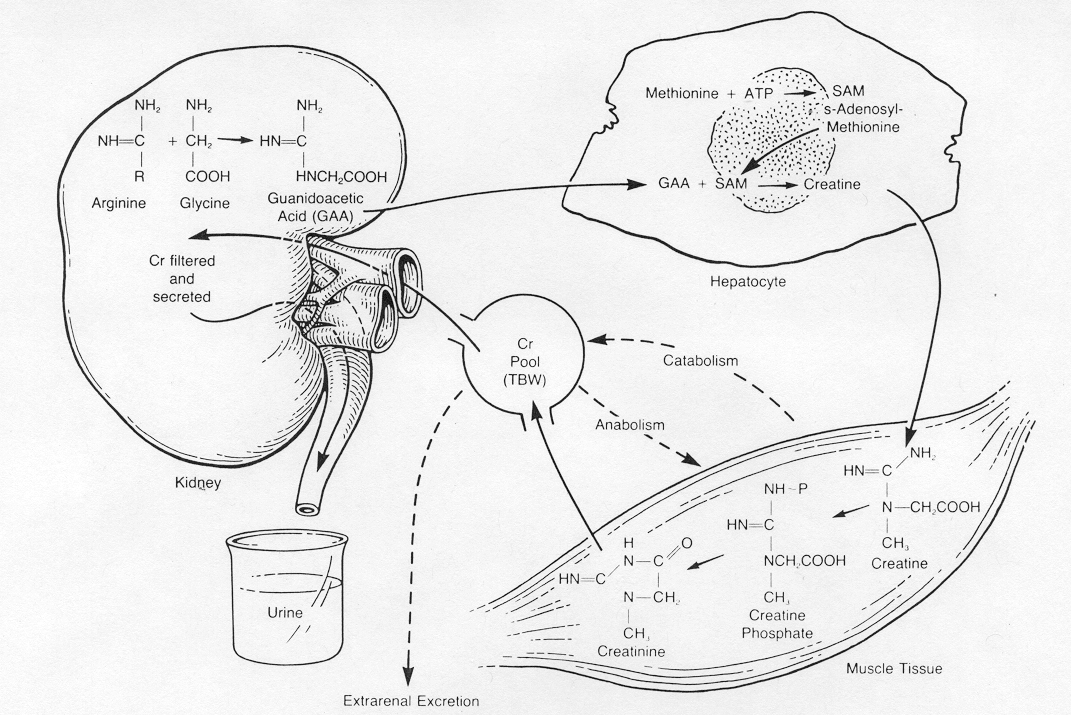 NH₂ NH₂ NH₂
NH=C + CH₂ → HN=C
R COOH HNCH₂COOH
Arginine Glycine Guanidoacetic
Acid (GAA)
Cr filtered
and
secreted
Kidney
Urine
Methionine + ATP → SAM
s-Adenosyl-
Methionine
GAA + SAM → Creatine
Hepatocyte
Cr
Pool
(TBW)
Catabolism
Anabolism
Extrarenal Excretion
NH₂
HN=C
N—CH₂COOH
CH₃
Creatine
NH~P
HN=C
NCH₂COOH
CH₃
Creatine
Phosphate
H
O
N—C
HN=C
N—CH₂
CH₃
Creatinine
Muscle Tissue